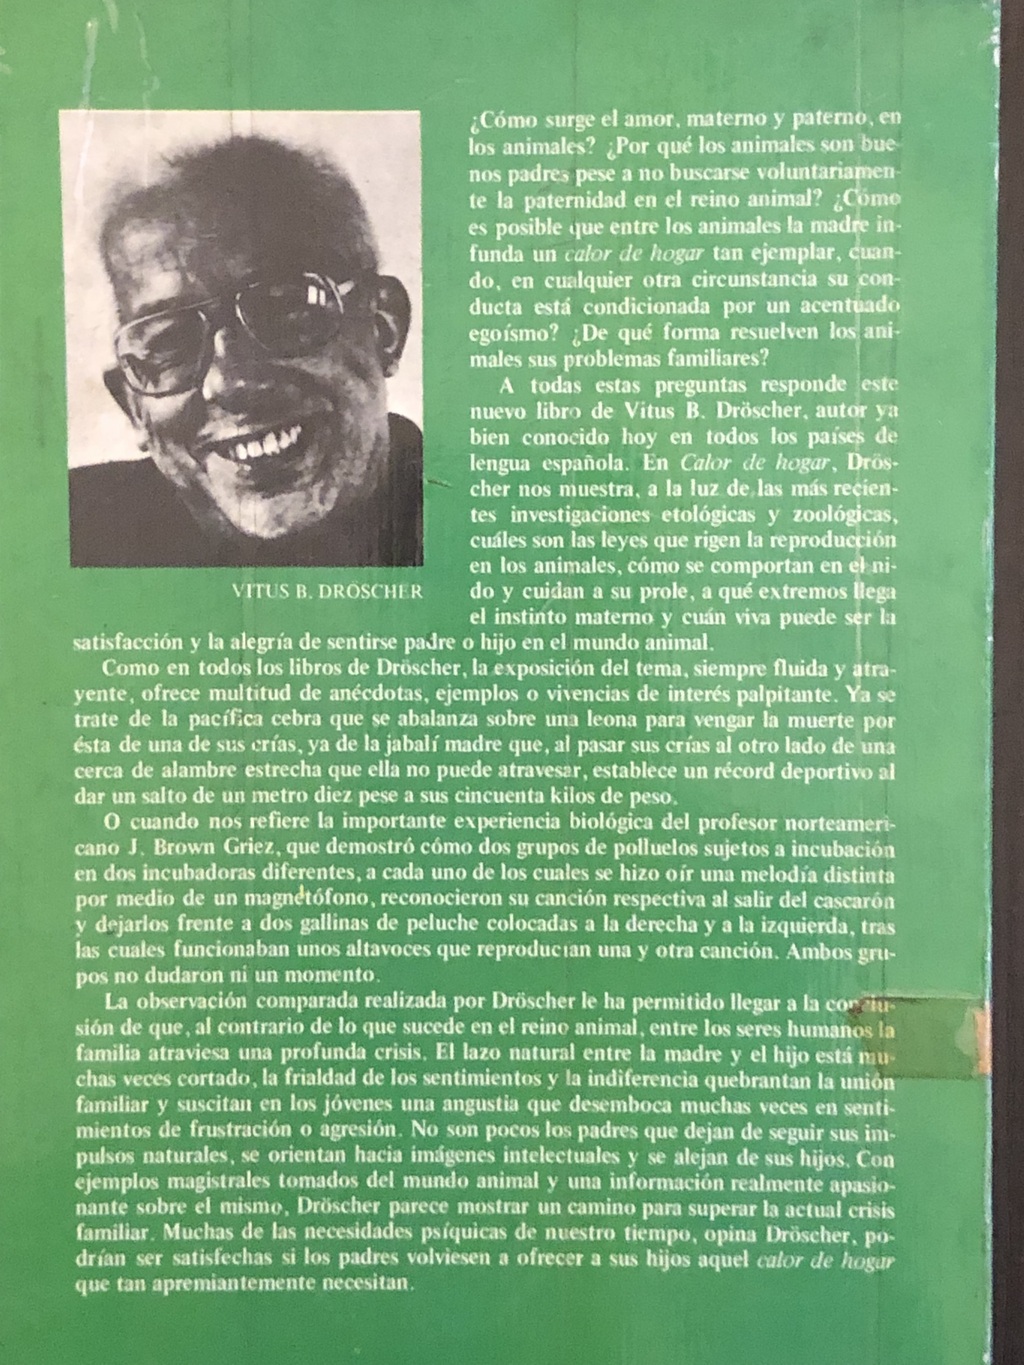 ¿Cómo surge el amor, materno y paterno, en
los animales? ¿Por qué los animales son bue-
nos padres pese a no buscarse voluntariamen-
te la paternidad en el reino animal? ¿Cómo
es posible que entre los animales la madre in-
funda un calor de hogar tan ejemplar, cuan-
do, en cualquier otra circunstancia su con-
ducta está condicionada por un acentuado
egoísmo? ¿De qué forma resuelven los ani-
males sus problemas familiares?
A todas estas preguntas responde este
nuevo libro de Vitus B. Dröscher, autor ya
bien conocido hoy en todos los países de
lengua española. En Calor de hogar, Drös-
cher nos muestra, a la luz de las más recien-
tes investigaciones etológicas y zoológicas,
cuáles son las leyes que rigen la reproducción
en los animales, cómo se comportan en el ni-
VITUS B. DRÖSCHER
do y cuidan a su prole, a qué extremos llega
el instinto materno y cuán viva puede ser la
satisfacción y la alegría de sentirse padre o hijo en el mundo animal.
Como en todos los libros de Dröscher, la exposición del tema, siempre fluida y atra-
yente, ofrece multitud de anécdotas, ejemplos o vivencias de interés palpitante. Ya se
trate de la pacífica cebra que se abalanza sobre una leona para vengar la muerte por
ésta de una de sus crías, ya de la jabalí madre que, al pasar sus crías al otro lado de una
cerca de alambre estrecha que ella no puede atravesar, establece un récord deportivo al
dar un salto de un metro diez pese a sus cincuenta kilos de peso.
O cuando nos refiere la importante experiencia biológica del profesor norteameri-
cano J. Brown Griez, que demostró cómo dos grupos de polluelos sujetos a incubación
en dos incubadoras diferentes, a cada uno de los cuales se hizo oír una melodía distinta
por medio de un magnetófono, reconocieron su canción respectiva al salir del cascarón
y dejarlos frente a dos gallinas de peluche colocadas a la derecha y a la izquierda, tras
las cuales funcionaban unos altavoces que reproducían una y otra canción. Ambos gru-
pos no dudaron ni un momento.
La observación comparada realizada por Dröscher le ha permitido llegar a la conclu-
sión de que, al contrario de lo que sucede en el reino animal, entre los seres humanos la
familia atraviesa una profunda crisis. El lazo natural entre la madre y el hijo está mu-
chas veces cortado, la frialdad de los sentimientos y la indiferencia quebrantan la unión
familiar y suscitan en los jóvenes una angustia que desemboca muchas veces en senti-
mientos de frustración o agresión. No son pocos los padres que dejan de seguir sus im-
pulsos naturales, se orientan hacia imágenes intelectuales y se alejan de sus hijos. Con
ejemplos magistrales tomados del mundo animal y una información realmente apasio-
nante sobre el mismo, Dröscher parece mostrar un camino para superar la actual crisis
familiar. Muchas de las necesidades psíquicas de nuestro tiempo, opina Dröscher, po-
drían ser satisfechas si los padres volviesen a ofrecer a sus hijos aquel calor de hogar
que tan apremiantemente necesitan.